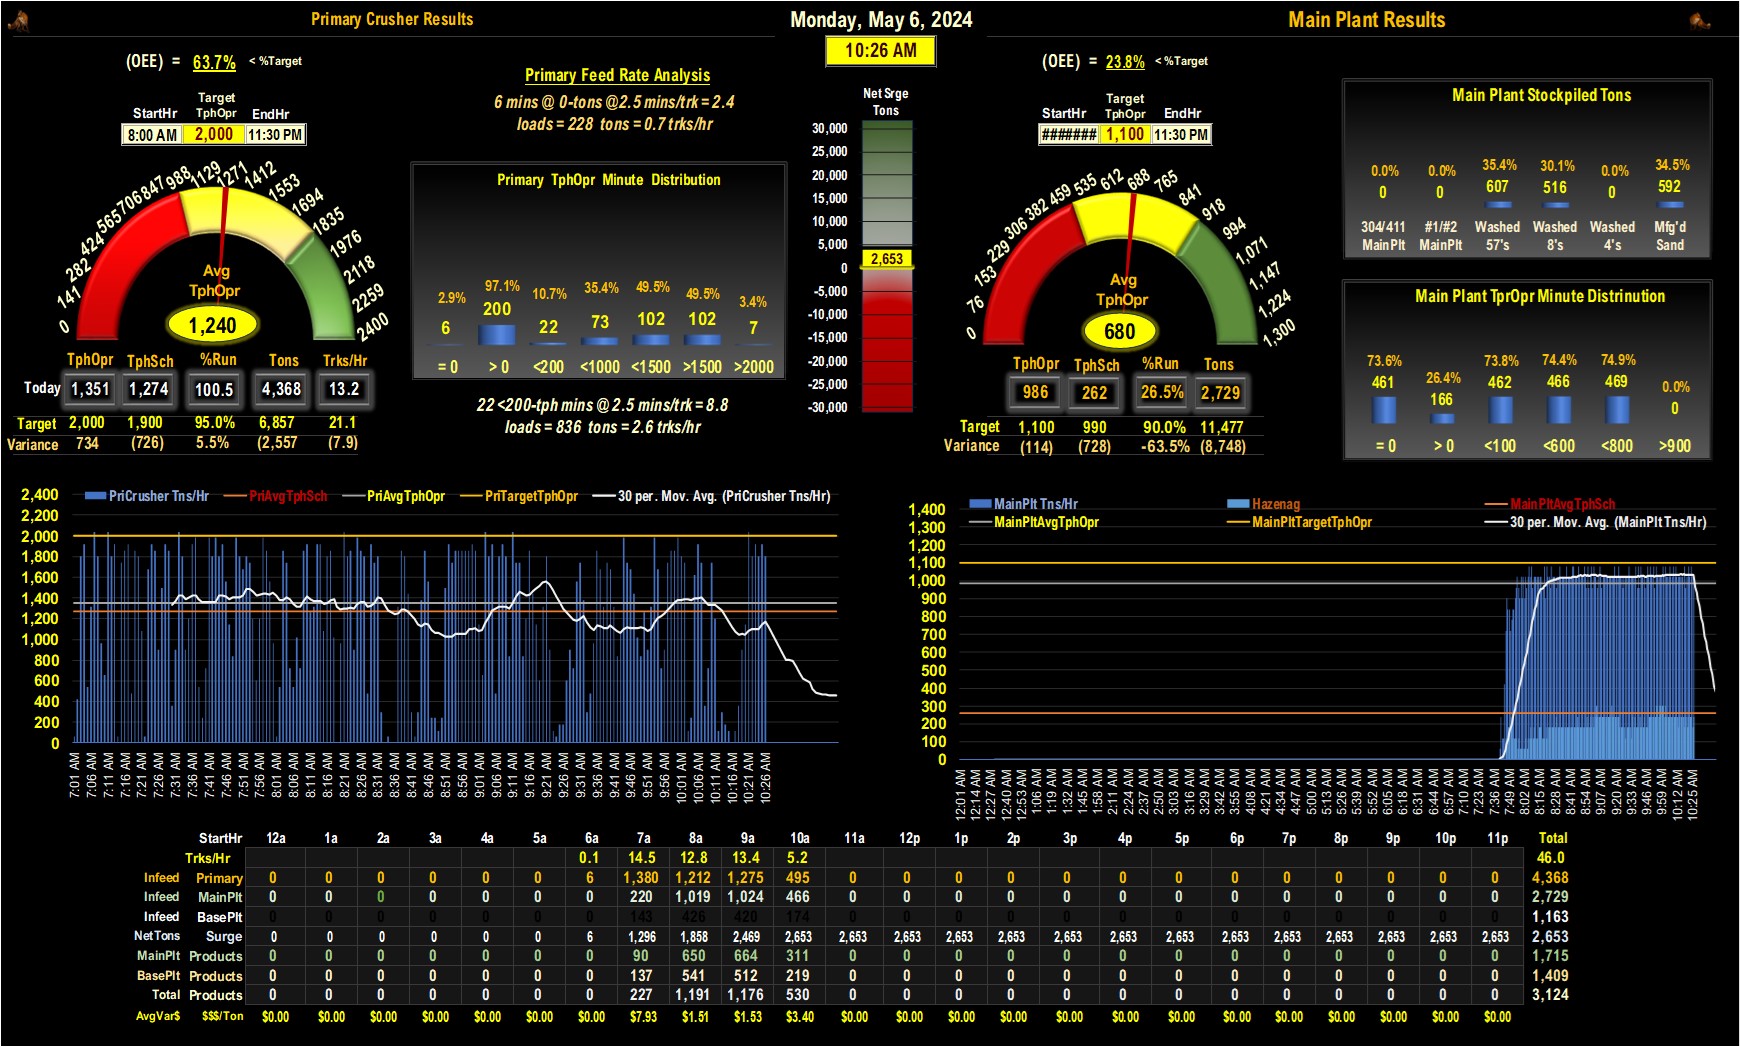 Primary Crusher Results
Monday, May 6, 2024
Main Plant Results
10:26 AM
(OEE) = 63.7% < %Target
StartHr Target TphOpr EndHr
8:00 AM 2,000 11:30 PM
0 141 282 424 565 706 847 988 1129 1271 1412 1553 1694 1835 1976 2118 2259 2400
Avg
TphOpr
1,240
TphOpr TphSch %Run Tons Trks/Hr
Today 1,351 1,274 100.5 4,368 13.2
Target 2,000 1,900 95.0% 6,857 21.1
Variance 734 (726) 5.5% (2,557 (7.9)
Primary Feed Rate Analysis
6 mins @ 0-tons @2.5 mins/trk = 2.4
loads = 228 tons = 0.7 trks/hr
Primary TphOpr Minute Distribution
2.9% 97.1% 10.7% 35.4% 49.5% 49.5% 3.4%
6 200 22 73 102 102 7
= 0 > 0 <200 <1000 <1500 >1500 >2000
22 <200-tph mins @ 2.5 mins/trk = 8.8
loads = 836 tons = 2.6 trks/hr
Net Srge
Tons
30,000
25,000
20,000
15,000
10,000
5,000
2,653
0
-5,000
-10,000
-15,000
-20,000
-25,000
-30,000
(OEE) = 23.8% < %Target
StartHr Target TphOpr EndHr
####### 1,100 11:30 PM
0 76 153 229 306 382 459 535 612 688 765 841 918 994 1,071 1,147 1,224 1,300
Avg
TphOpr
680
TphOpr TphSch %Run Tons
986 262 26.5% 2,729
Target 1,100 990 90.0% 11,477
Variance (114) (728) -63.5% (8,748)
Main Plant Stockpiled Tons
0.0% 0.0% 35.4% 30.1% 0.0% 34.5%
0 0 607 516 0 592
304/411 #1/#2 Washed Washed Washed Mfg'd
MainPlt MainPlt 57's 8's 4's Sand
Main Plant TprOpr Minute Distrinution
73.6% 26.4% 73.8% 74.4% 74.9% 0.0%
461 166 462 466 469 0
= 0 > 0 <100 <600 <800 >900
PriCrusher Tns/Hr PriAvgTphSch PriAvgTphOpr PriTargetTphOpr 30 per. Mov. Avg. (PriCrusher Tns/Hr)
2,400
2,200
2,000
1,800
1,600
1,400
1,200
1,000
800
600
400
200
0
7:01 AM 7:06 AM 7:11 AM 7:16 AM 7:21 AM 7:26 AM 7:31 AM 7:36 AM 7:41 AM 7:46 AM 7:51 AM 7:56 AM 8:01 AM 8:06 AM 8:11 AM 8:16 AM 8:21 AM 8:26 AM 8:31 AM 8:36 AM 8:41 AM 8:46 AM 8:51 AM 8:56 AM 9:01 AM 9:06 AM 9:11 AM 9:16 AM 9:21 AM 9:26 AM 9:31 AM 9:36 AM 9:41 AM 9:46 AM 9:51 AM 9:56 AM 10:01 AM 10:06 AM 10:11 AM 10:16 AM 10:21 AM 10:26 AM
MainPlt Tns/Hr Hazenag MainPltAvgTphSch
MainPltAvgTphOpr MainPltTargetTphOpr 30 per. Mov. Avg. (MainPlt Tns/Hr)
1,400
1,300
1,200
1,100
1,000
900
800
700
600
500
400
300
200
100
0
12:01 AM 12:14 AM 12:27 AM 12:40 AM 12:53 AM 1:06 AM 1:19 AM 1:32 AM 1:45 AM 1:58 AM 2:11 AM 2:24 AM 2:37 AM 2:50 AM 3:03 AM 3:16 AM 3:29 AM 3:42 AM 3:55 AM 4:08 AM 4:21 AM 4:34 AM 4:47 AM 5:00 AM 5:13 AM 5:26 AM 5:39 AM 5:52 AM 6:05 AM 6:18 AM 6:31 AM 6:44 AM 6:57 AM 7:10 AM 7:23 AM 7:36 AM 7:49 AM 8:02 AM 8:15 AM 8:28 AM 8:41 AM 8:54 AM 9:07 AM 9:20 AM 9:33 AM 9:46 AM 9:59 AM 10:12 AM 10:25 AM
StartHr 12a 1a 2a 3a 4a 5a 6a 7a 8a 9a 10a 11a 12p 1p 2p 3p 4p 5p 6p 7p 8p 9p 10p 11p Total
Trks/Hr 0.1 14.5 12.8 13.4 5.2 46.0
Infeed Primary 0 0 0 0 0 0 6 1,380 1,212 1,275 495 0 0 0 0 0 0 0 0 0 0 0 0 0 4,368
Infeed MainPlt 0 0 0 0 0 0 0 220 1,019 1,024 466 0 0 0 0 0 0 0 0 0 0 0 0 0 2,729
Infeed BasePlt 0 0 0 0 0 0 0 143 426 420 174 0 0 0 0 0 0 0 0 0 0 0 0 0 1,163
NetTons Surge 0 0 0 0 0 0 6 1,296 1,858 2,469 2,653 2,653 2,653 2,653 2,653 2,653 2,653 2,653 2,653 2,653 2,653 2,653 2,653 2,653 2,653
MainPlt Products 0 0 0 0 0 0 0 90 650 664 311 0 0 0 0 0 0 0 0 0 0 0 0 0 1,715
BasePlt Products 0 0 0 0 0 0 0 137 541 512 219 0 0 0 0 0 0 0 0 0 0 0 0 0 1,409
Total Products 0 0 0 0 0 0 0 227 1,191 1,176 530 0 0 0 0 0 0 0 0 0 0 0 0 0 3,124
AvgVar$ $$$/Ton $0.00 $0.00 $0.00 $0.00 $0.00 $0.00 $0.00 $7.93 $1.51 $1.53 $3.40 $0.00 $0.00 $0.00 $0.00 $0.00 $0.00 $0.00 $0.00 $0.00 $0.00 $0.00 $0.00 $0.00